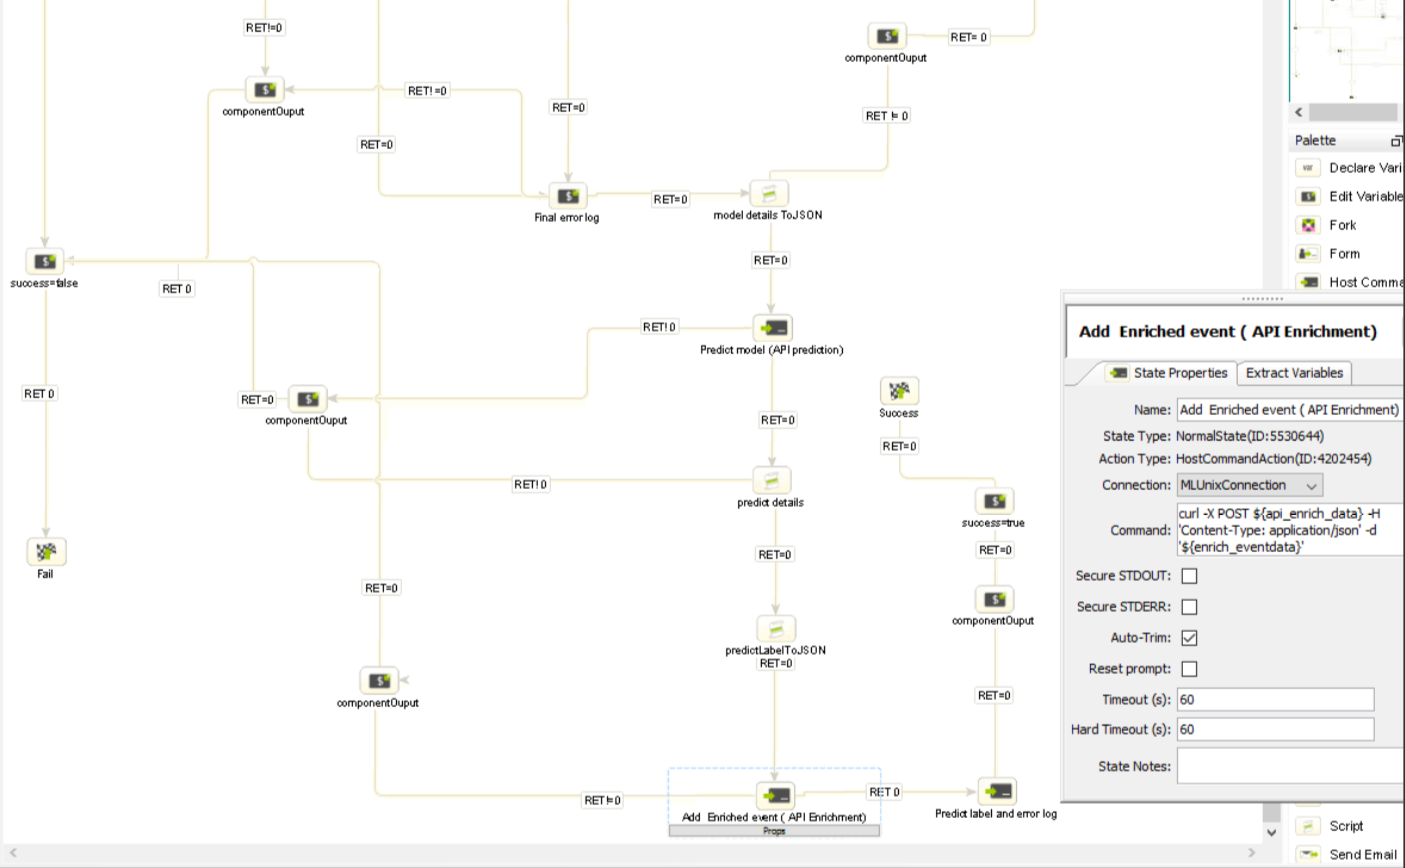 RET!=0
componentOuput
RET! =0
RET=0
RET=0
componentOuput
RET= 0
RET != 0
Final error log
RET=0
model details ToJSON
RET=0
success=false
RET 0
RET! 0
Predict model (API prediction)
RET 0
RET=0
componentOuput
RET=0
Success
RET=0
RET! 0
predict details
success=true
RET=0
RET=0
Fail
RET=0
componentOuput
predictLabelToJSON
RET=0
componentOuput
RET=0
RET!=0
Add Enriched event ( API Enrichment)
Props
RET 0
Predict label and error log
Palette
var
Declare Vari
Edit Variable
Fork
Form
Host Comma
Add Enriched event ( API Enrichment)
State Properties
Extract Variables
Name: Add Enriched event ( API Enrichment)
State Type: NormalState(ID:5530644)
Action Type: HostCommandAction(ID:4202454)
Connection: MLUnixConnection
Command: curl -X POST ${api_enrich_data} -H
'Content-Type: application/json' -d
'${enrich_eventdata}'
Secure STDOUT:
Secure STDERR:
Auto-Trim:
Reset prompt:
Timeout (s): 60
Hard Timeout (s): 60
State Notes:
Script
Send Email